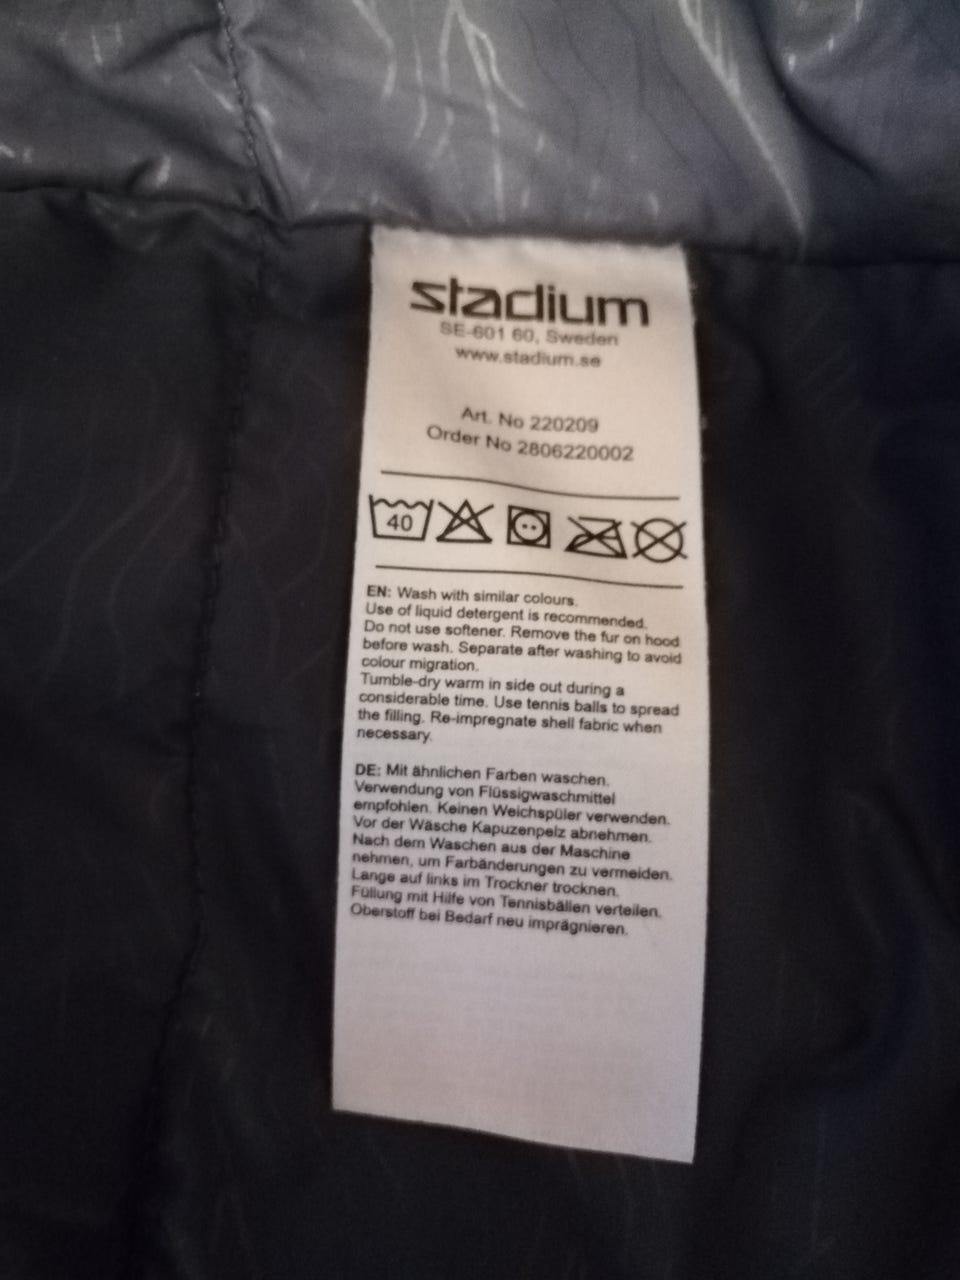 stadium
SE-601 60, Sweden
www.stadium.se
Art. No 220209
Order No 2806220002
40
EN: Wash with similar colours.
Use of liquid detergent is recommended.
Do not use softener. Remove the fur on hood
before wash. Separate after washing to avoid
colour migration.
Tumble-dry warm in side out during a
considerable time. Use tennis balls to spread
the filling. Re-impregnate shell fabric when
necessary.
DE: Mit ähnlichen Farben waschen.
Verwendung von Flüssigwaschmittel
empfohlen. Keinen Weichspüler verwenden.
Vor der Wäsche Kapuzenpelz abnehmen.
Nach dem Waschen aus der Maschine
nehmen, um Farbänderungen zu vermeiden.
Lange auf links im Trockner trocknen.
Füllung mit Hilfe von Tennisbällen verteilen.
Oberstoff bei Bedarf neu imprägnieren.